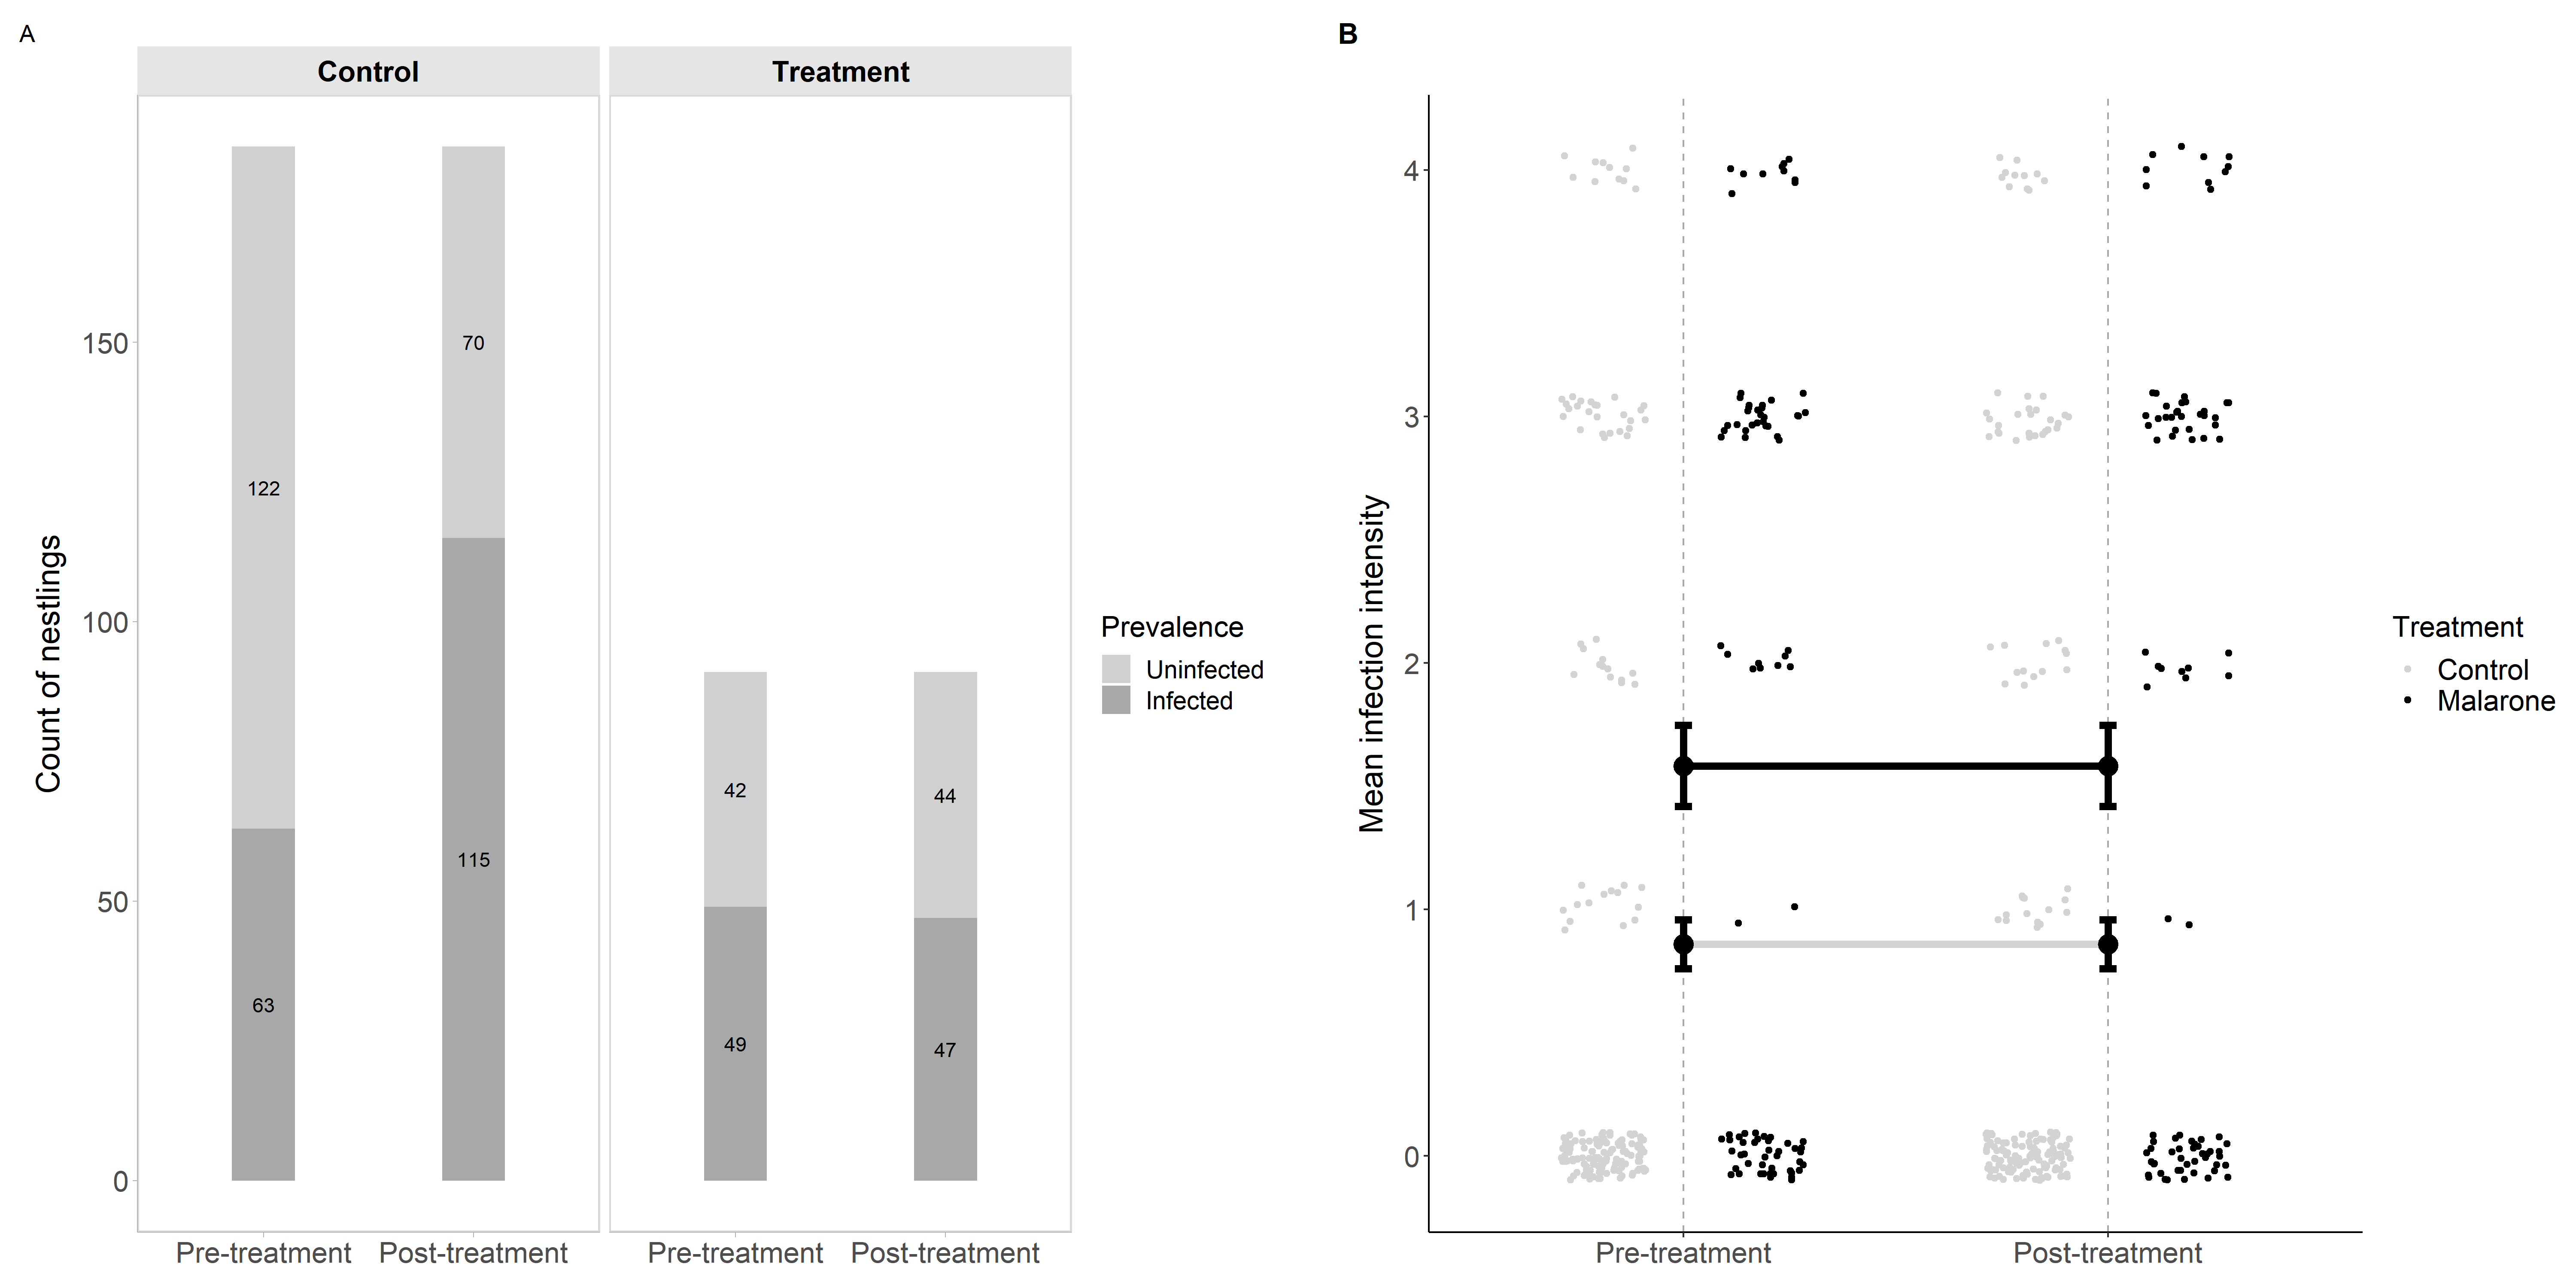 A
Control
Treatment
Count of nestlings
150
100
50
0
122
63
70
115
42
49
44
47
Pre-treatment
Post-treatment
Pre-treatment
Post-treatment
Prevalence
Uninfected
Infected
B
Mean infection intensity
4
3
2
1
0
Pre-treatment
Post-treatment
Treatment
Control
Malarone